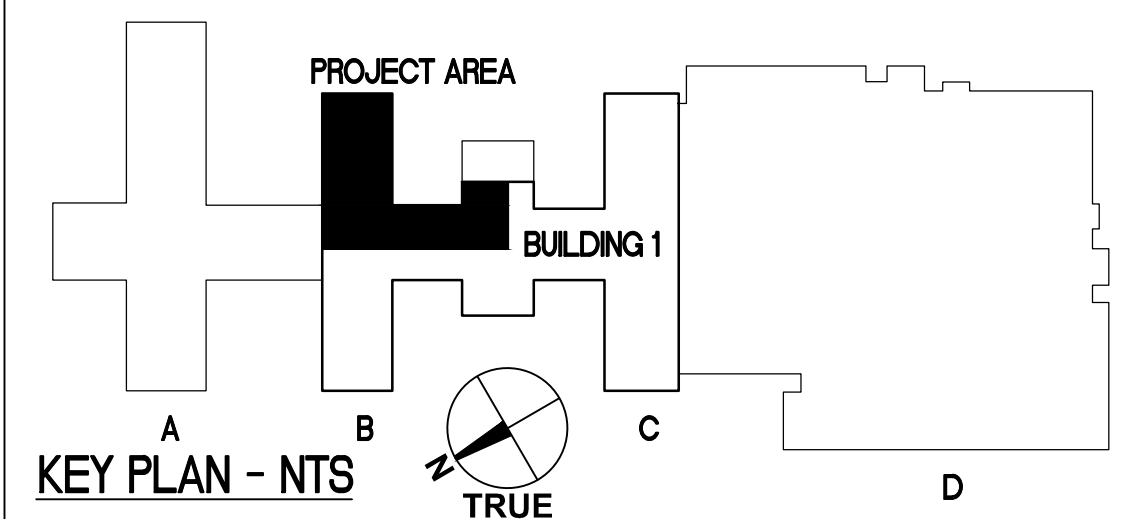 PROJECT AREA
BUILDING 1
A
B
C
D
N
TRUE
KEY PLAN - NTS